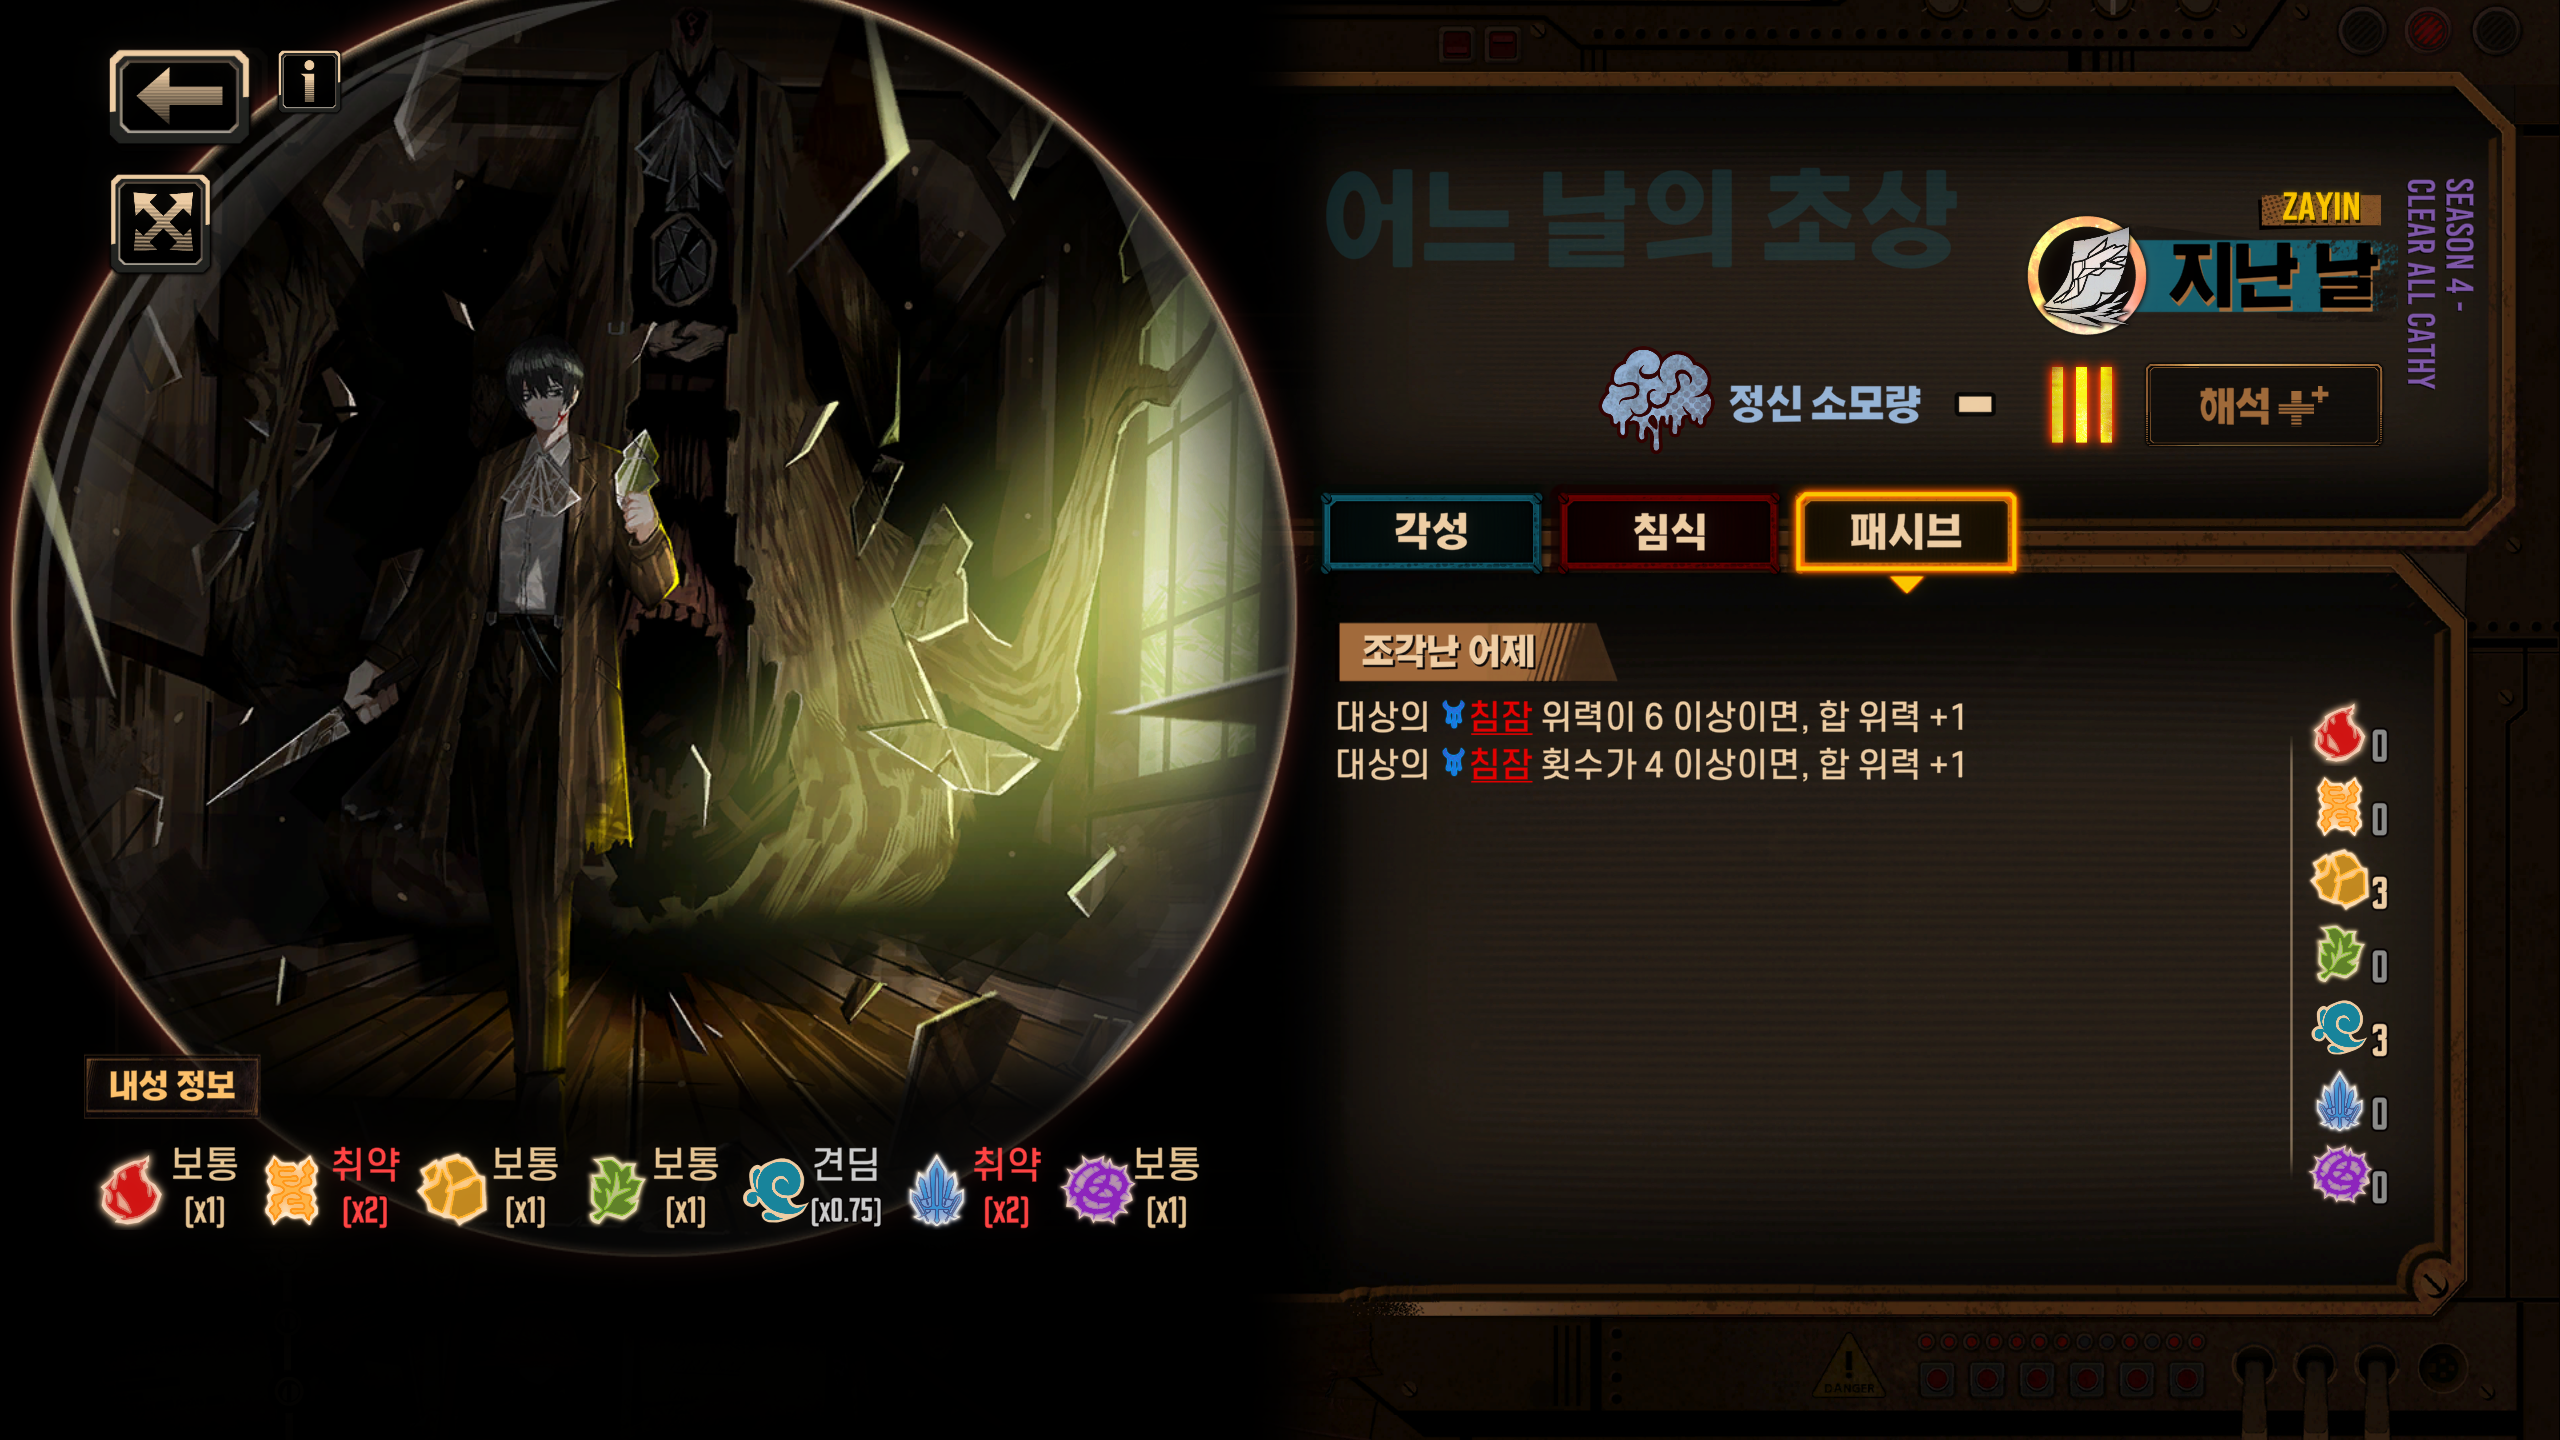 어느 날의 초상
ZAYIN
지난 날
SEASON 4 -
CLEAR ALL CATHY
정신 소모량 -
III
해석
각성
침식
패시브
조각난 어제
대상의 침잠 위력이 6 이상이면, 합 위력 +1
대상의 침잠 횟수가 4 이상이면, 합 위력 +1
0
0
3
0
3
0
0
내성 정보
보통 취약 보통 보통 견딤 취약 보통
(x1) (x2) (x1) (x1) (x0.75) (x2) (x1)
DANGER